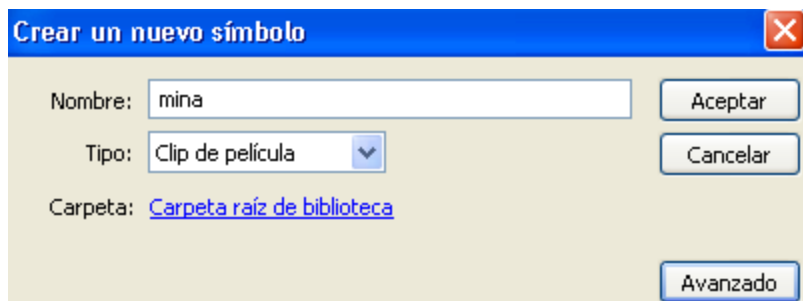 Crear un nuevo símbolo
Nombre: mina Aceptar
Tipo: Clip de película Cancelar
Carpeta: Carpeta raíz de biblioteca
Avanzado